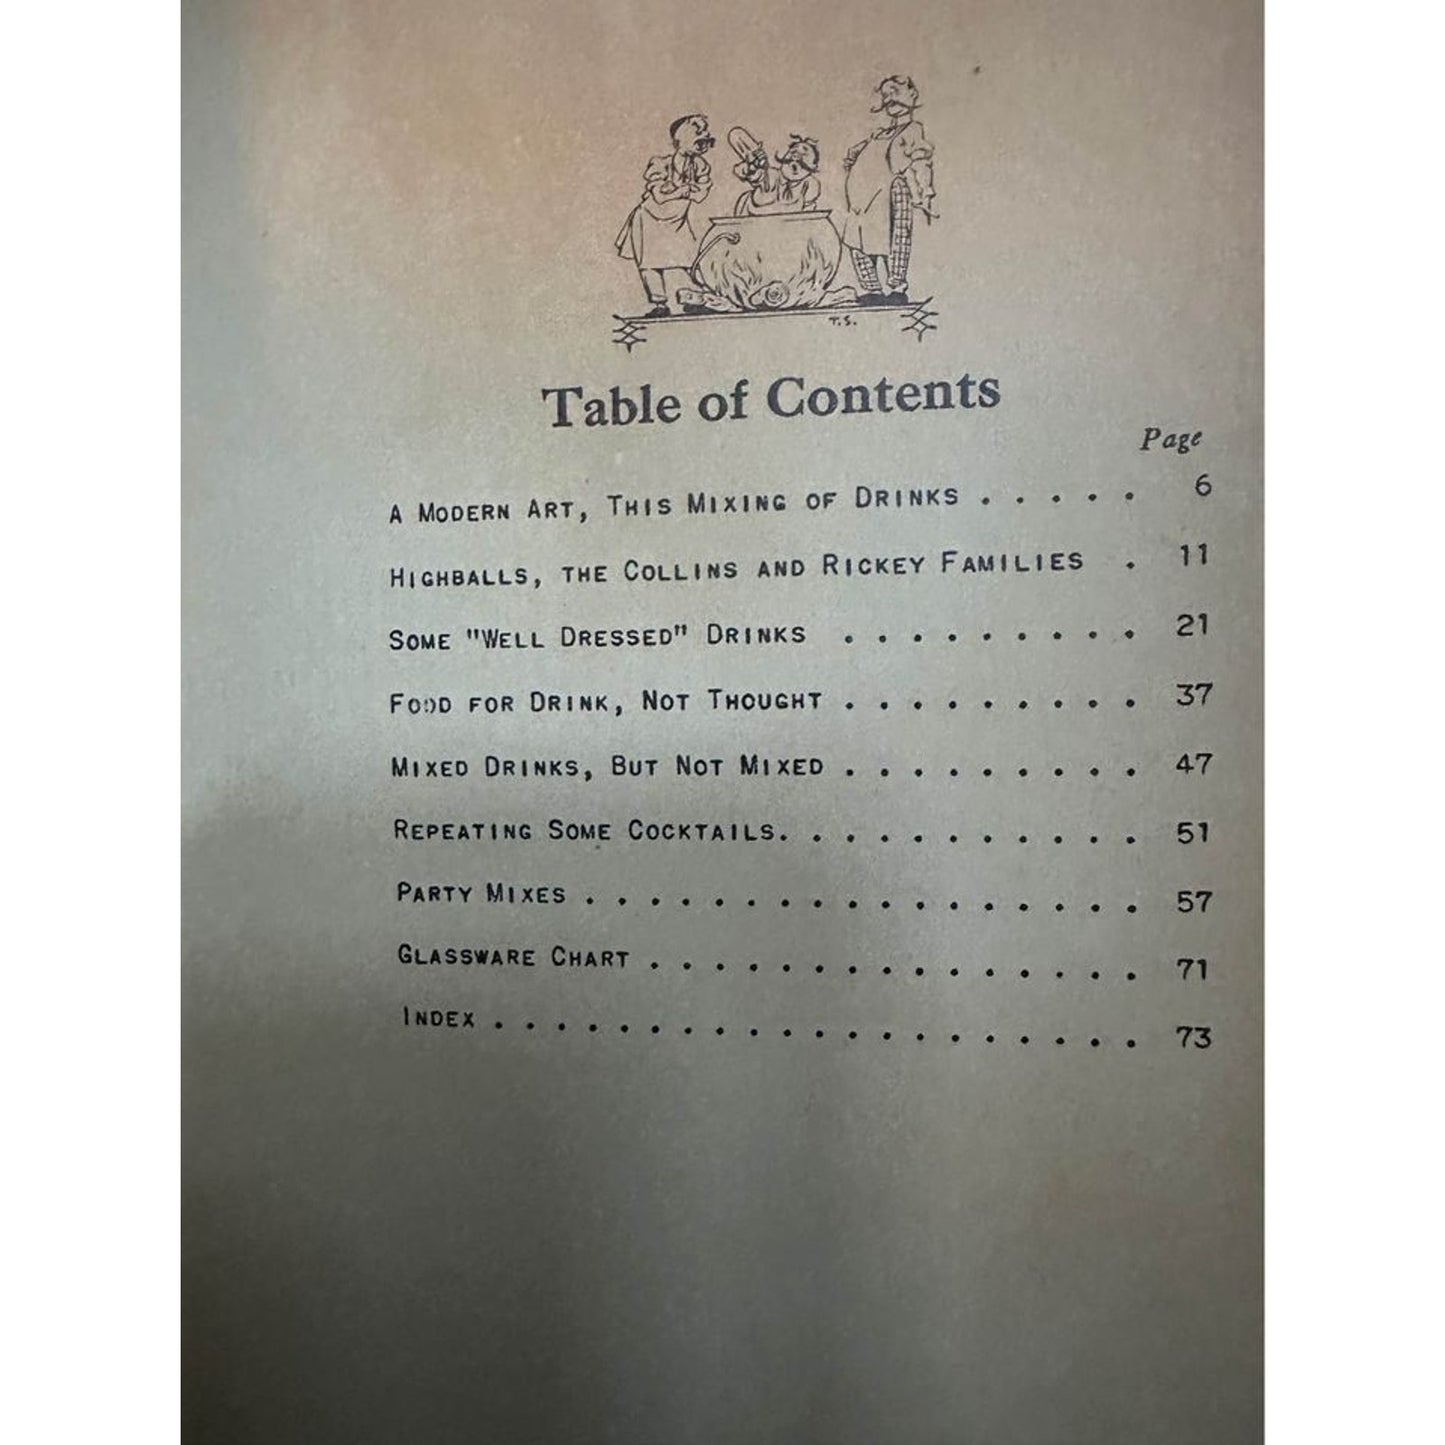 T.S.
Table of Contents
Page
A Modern Art, This Mixing of Drinks . . . . . 6
Highballs, the Collins and Rickey Families . 11
Some "Well Dressed" Drinks . . . . . . . . . 21
Food for Drink, Not Thought . . . . . . . . . 37
Mixed Drinks, But Not Mixed . . . . . . . . . 47
Repeating Some Cocktails. . . . . . . . . . . 51
Party Mixes . . . . . . . . . . . . . . . . . 57
Glassware Chart . . . . . . . . . . . . . . . 71
Index . . . . . . . . . . . . . . . . . . . . 73